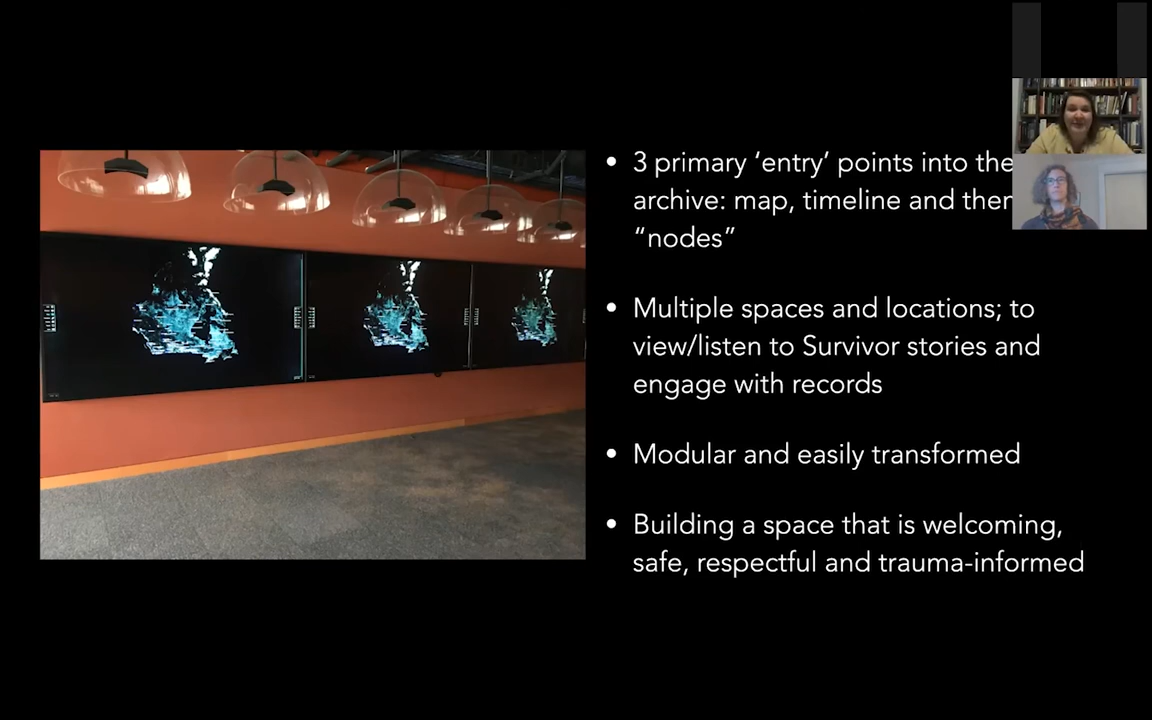 • 3 primary ‘entry’ points into the
archive: map, timeline and
“nodes”
• Multiple spaces and locations; to
view/listen to Survivor stories and
engage with records
• Modular and easily transformed
• Building a space that is welcoming,
safe, respectful and trauma-informed